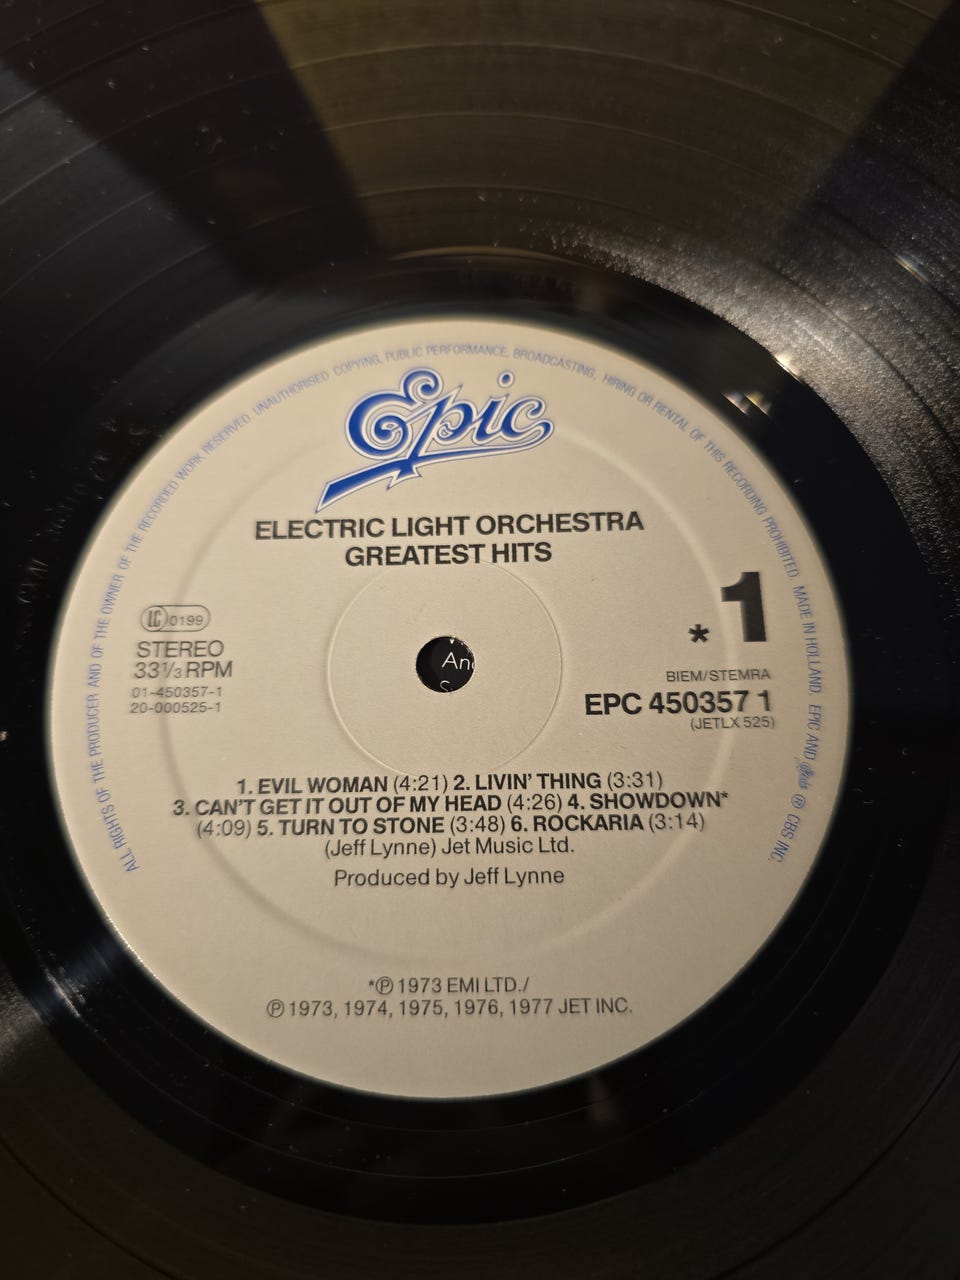 ALL RIGHTS OF THE PRODUCER AND OF THE OWNER OF THE RECORDED WORK RESERVED. UNAUTHORISED COPYING, PUBLIC PERFORMANCE, BROADCASTING, HIRING OR RENTAL OF THIS RECORDING PROHIBITED. MADE IN HOLLAND. EPIC AND Epic ® CBS INC.
Epic
ELECTRIC LIGHT ORCHESTRA
GREATEST HITS
LC 0199
STEREO
33⅓ RPM
01-450357-1
20-000525-1
An
* 1
BIEM/STEMRA
EPC 450357 1
(JETLX 525)
1. EVIL WOMAN (4:21) 2. LIVIN' THING (3:31)
3. CAN'T GET IT OUT OF MY HEAD (4:26) 4. SHOWDOWN*
(4:09) 5. TURN TO STONE (3:48) 6. ROCKARIA (3:14)
(Jeff Lynne) Jet Music Ltd.
Produced by Jeff Lynne
*℗ 1973 EMI LTD./
℗ 1973, 1974, 1975, 1976, 1977 JET INC.